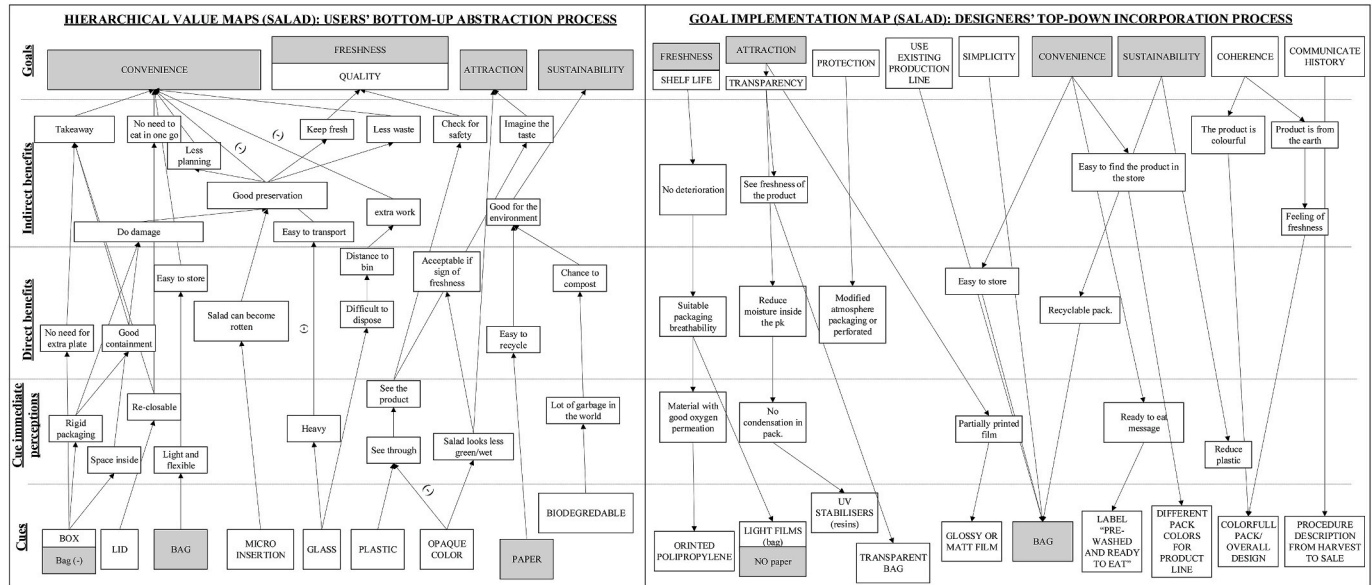 HIERARCHICAL VALUE MAPS (SALAD): USERS' BOTTOM-UP ABSTRACTION PROCESS
Goals
CONVENIENCE
FRESHNESS
QUALITY
ATTRACTION
SUSTAINABILITY
Indirect benefits
Takeaway
No need to
eat in one go
Less
planning
(-)
(-)
Keep fresh
Less waste
Check for
safety
Imagine the
taste
Good preservation
extra work
Good for the
environment
Do damage
Easy to transport
Direct benefits
Distance to
bin
Acceptable if
sign of
freshness
Chance to
compost
Easy to store
Salad can become
rotten
(-)
Difficult to
dispose
No need for
extra plate
Good
containment
Easy to
recycle
Cue immediate
perceptions
See the
product
Re-closable
Lot of garbage in
the world
Rigid
packaging
Heavy
Salad looks less
green/wet
Space inside
Light and
flexible
See through
(-)
Cues
BOX
Bag (-)
LID
BAG
MICRO
INSERTION
GLASS
PLASTIC
OPAQUE
COLOR
PAPER
BIODEGREDABLE
GOAL IMPLEMENTATION MAP (SALAD): DESIGNERS' TOP-DOWN INCORPORATION PROCESS
FRESHNESS
SHELF LIFE
ATTRACTION
TRANSPARENCY
PROTECTION
USE
EXISTING
PRODUCTION
LINE
SIMPLICITY
CONVENIENCE
SUSTAINABILITY
COHERENCE
COMMUNICATE
HISTORY
The product is
colourful
Product is from
the earth
No deterioration
See freshness of
the product
Easy to find the product in the
store
Feeling of
freshness
Easy to store
Suitable
packaging
breathability
Reduce
moisture inside
the pk
Modified
atmosphere
packaging or
perforated
Recyclable pack.
Material with
good oxygen
permeation
No
condensation in
pack.
Partially printed
film
Ready to eat
message
Reduce
plastic
ORINTED
POLIPROPYLENE
LIGHT FILMS
(bag)
NO paper
UV
STABILISERS
(resins)
TRANSPARENT
BAG
GLOSSY OR
MATT FILM
BAG
LABEL
"PRE-
WASHED
AND READY
TO EAT"
DIFFERENT
PACK
COLORS
FOR
PRODUCT
LINE
COLORFULL
PACK/
OVERALL
DESIGN
PROCEDURE
DESCRIPTION
FROM HARVEST
TO SALE